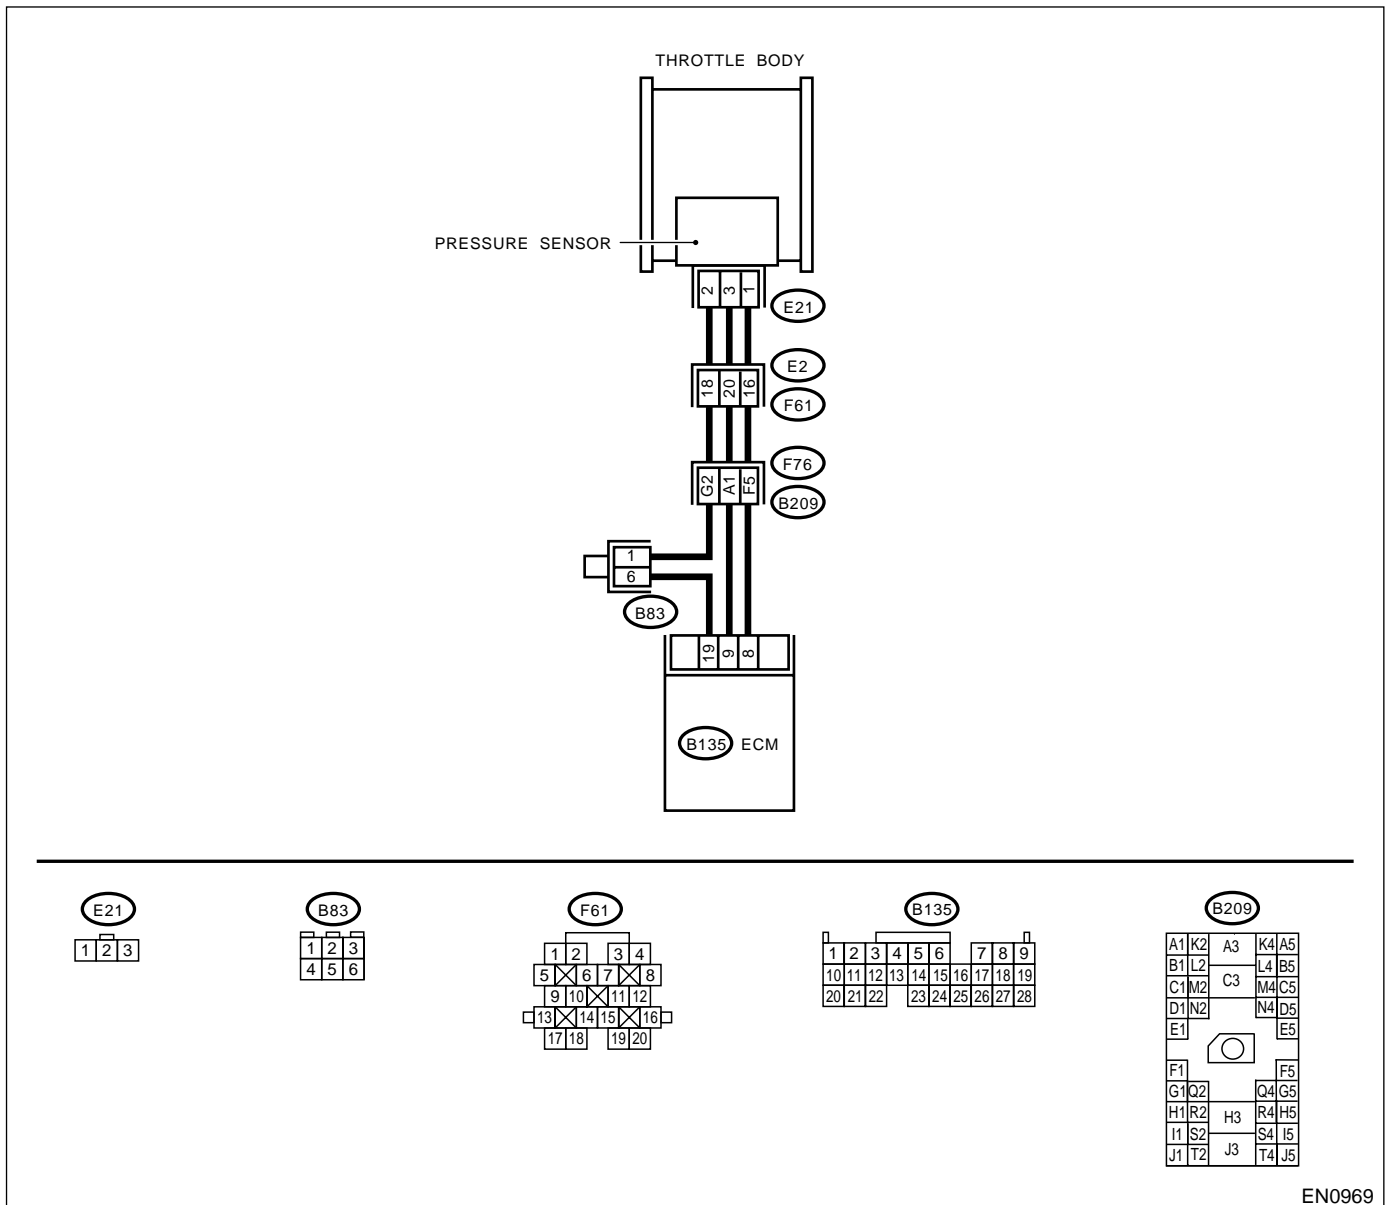 THROTTLE BODY
PRESSURE SENSOR
2 3 1
E21
E2
18 20 16
F61
F76
G2 A1 F5
B209
1
6
B83
19 9 8
B135 ECM
E21
1 2 3
B83
1 2 3
4 5 6
F61
1 2 3 4
5 6 7 8
9 10 11 12
13 14 15 16
17 18 19 20
B135
1 2 3 4 5 6 7 8 9
10 11 12 13 14 15 16 17 18 19
20 21 22 23 24 25 26 27 28
B209
A1 K2 A3 K4 A5
B1 L2 L4 B5
C1 M2 C3 M4 C5
D1 N2 N4 D5
E1 E5
F1 F5
G1 Q2 Q4 G5
H1 R2 H3 R4 H5
I1 S2 S4 I5
J1 T2 J3 T4 J5
EN0969